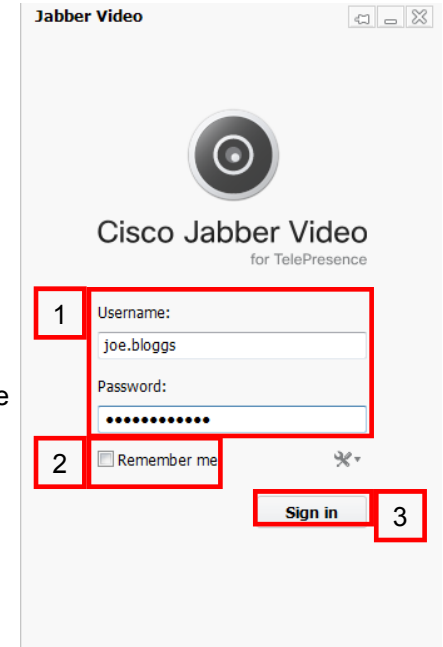 Jabber Video
Cisco Jabber Video
for TelePresence
1
Username:
joe.bloggs
Password:
••••••••••••
e
2
Remember me
Sign in
3